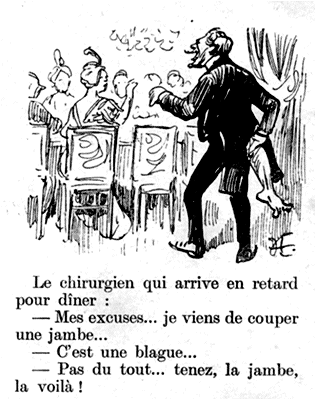 Le chirurgien qui arrive en retard
pour dîner :
— Mes excuses... je viens de couper
une jambe...
— C'est une blague...
— Pas du tout... tenez, la jambe,
la voilà !